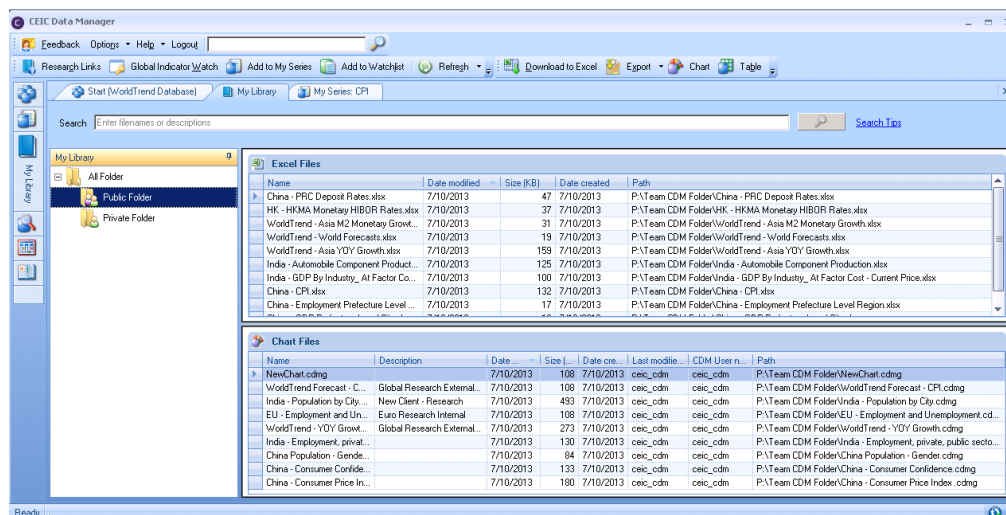 CEIC Data Manager
Feedback Options Help Logout
Research Links Global Indicator Watch Add to My Series Add to Watchlist Refresh Download to Excel Export Chart Table
Start (WorldTrend Database) My Library My Series: CPI
Search Enter filenames or descriptions Search Tips
My Library
My Library
All Folder
Public Folder
Private Folder
Excel Files
Name Date modified Size (KB) Date created Path
China - PRC Deposit Rates.xlsx 7/10/2013 47 7/10/2013 P:\Team CDM Folder\China - PRC Deposit Rates.xlsx
HK - HKMA Monetary HIBOR Rates.xlsx 7/10/2013 37 7/10/2013 P:\Team CDM Folder\HK - HKMA Monetary HIBOR Rates.xlsx
WorldTrend - Asia M2 Monetary Growt... 7/10/2013 31 7/10/2013 P:\Team CDM Folder\WorldTrend - Asia M2 Monetary Growth.xlsx
WorldTrend - World Forecasts.xlsx 7/10/2013 19 7/10/2013 P:\Team CDM Folder\WorldTrend - World Forecasts.xlsx
WorldTrend - Asia YOY Growth.xlsx 7/10/2013 159 7/10/2013 P:\Team CDM Folder\WorldTrend - Asia YOY Growth.xlsx
India - Automobile Component Product... 7/10/2013 125 7/10/2013 P:\Team CDM Folder\India - Automobile Component Production.xlsx
India - GDP By Industry_ At Factor Co... 7/10/2013 100 7/10/2013 P:\Team CDM Folder\India - GDP By Industry_ At Factor Cost - Current Price.xlsx
China - CPI.xlsx 7/10/2013 132 7/10/2013 P:\Team CDM Folder\China - CPI.xlsx
China - Employment Prefecture Level ... 7/10/2013 17 7/10/2013 P:\Team CDM Folder\China - Employment Prefecture Level Region.xlsx
Chart Files
Name Description Date ... Size (... Date cre... Last modifie... CDM User n... Path
NewChart.cdmg 7/10/2013 108 7/10/2013 ceic_cdm ceic_cdm P:\Team CDM Folder\NewChart.cdmg
WorldTrend Forecast - C... Global Research External... 7/10/2013 108 7/10/2013 ceic_cdm ceic_cdm P:\Team CDM Folder\WorldTrend Forecast - CPI.cdmg
India - Population by City.... New Client - Research 7/10/2013 493 7/10/2013 ceic_cdm ceic_cdm P:\Team CDM Folder\India - Population by City.cdmg
EU - Employment and Un... Euro Research Internal 7/10/2013 108 7/10/2013 ceic_cdm ceic_cdm P:\Team CDM Folder\EU - Employment and Unemployment.cd...
WorldTrend - YOY Growt... Global Research External... 7/10/2013 273 7/10/2013 ceic_cdm ceic_cdm P:\Team CDM Folder\WorldTrend - YOY Growth.cdmg
India - Employment, privat... 7/10/2013 130 7/10/2013 ceic_cdm ceic_cdm P:\Team CDM Folder\India - Employment, private, public secto...
China Population - Gende... 7/10/2013 84 7/10/2013 ceic_cdm ceic_cdm P:\Team CDM Folder\China Population - Gender.cdmg
China - Consumer Confide... 7/10/2013 133 7/10/2013 ceic_cdm ceic_cdm P:\Team CDM Folder\China - Consumer Confidence.cdmg
China - Consumer Price In... 7/10/2013 180 7/10/2013 ceic_cdm ceic_cdm P:\Team CDM Folder\China - Consumer Price Index .cdmg
Ready